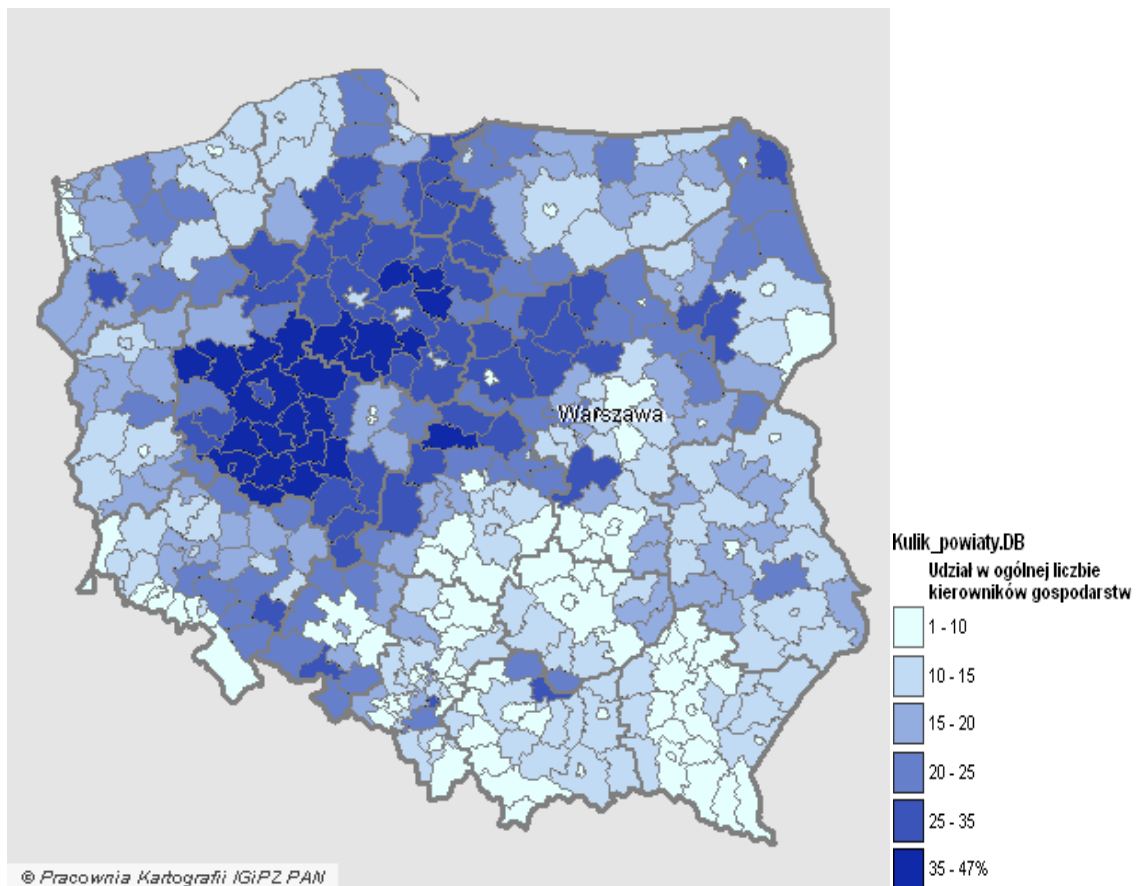 Warszawa
Kulik_powiaty.DB
Udział w ogólnej liczbie
kierowników gospodarstw
1 - 10
10 - 15
15 - 20
20 - 25
25 - 35
35 - 47%
© Pracownia Kartografii IGiPZ PAN